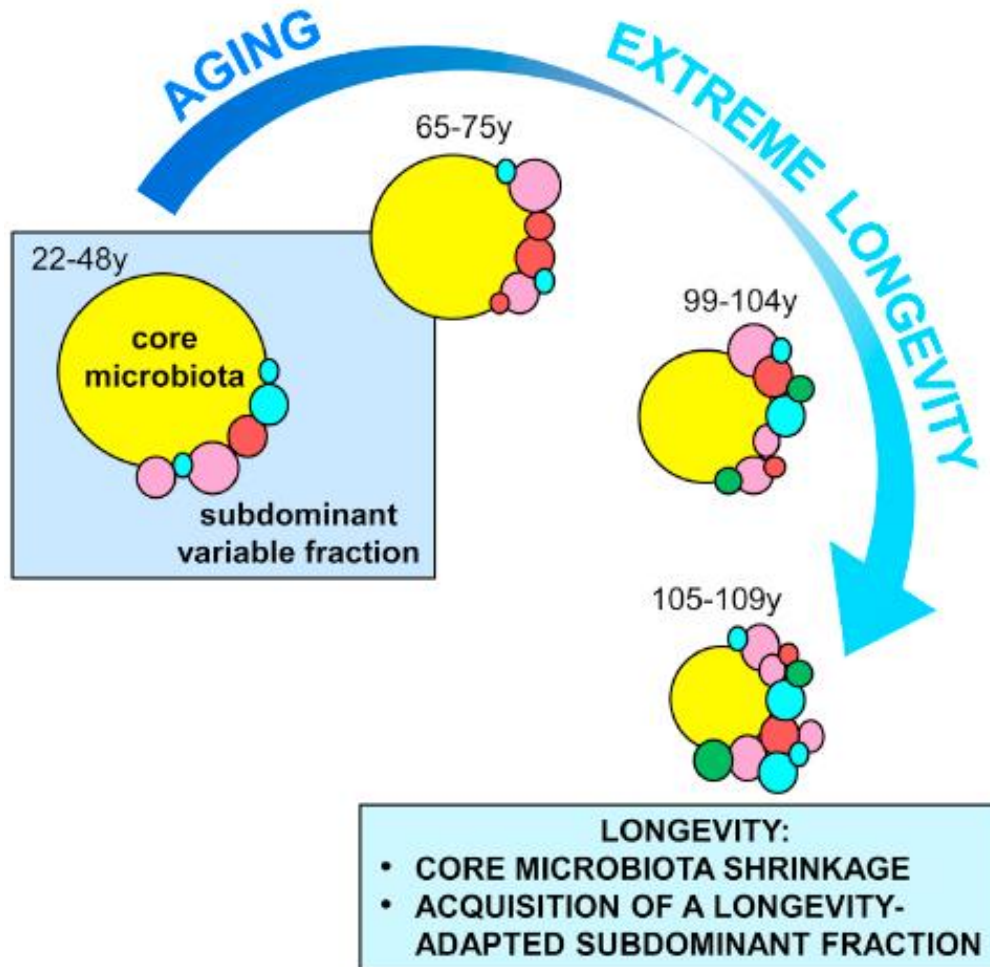 AGING
EXTREME LONGEVITY
65-75y
22-48y
core
microbiota
subdominant
variable fraction
99-104y
105-109y
LONGEVITY:
• CORE MICROBIOTA SHRINKAGE
• ACQUISITION OF A LONGEVITY-
ADAPTED SUBDOMINANT FRACTION